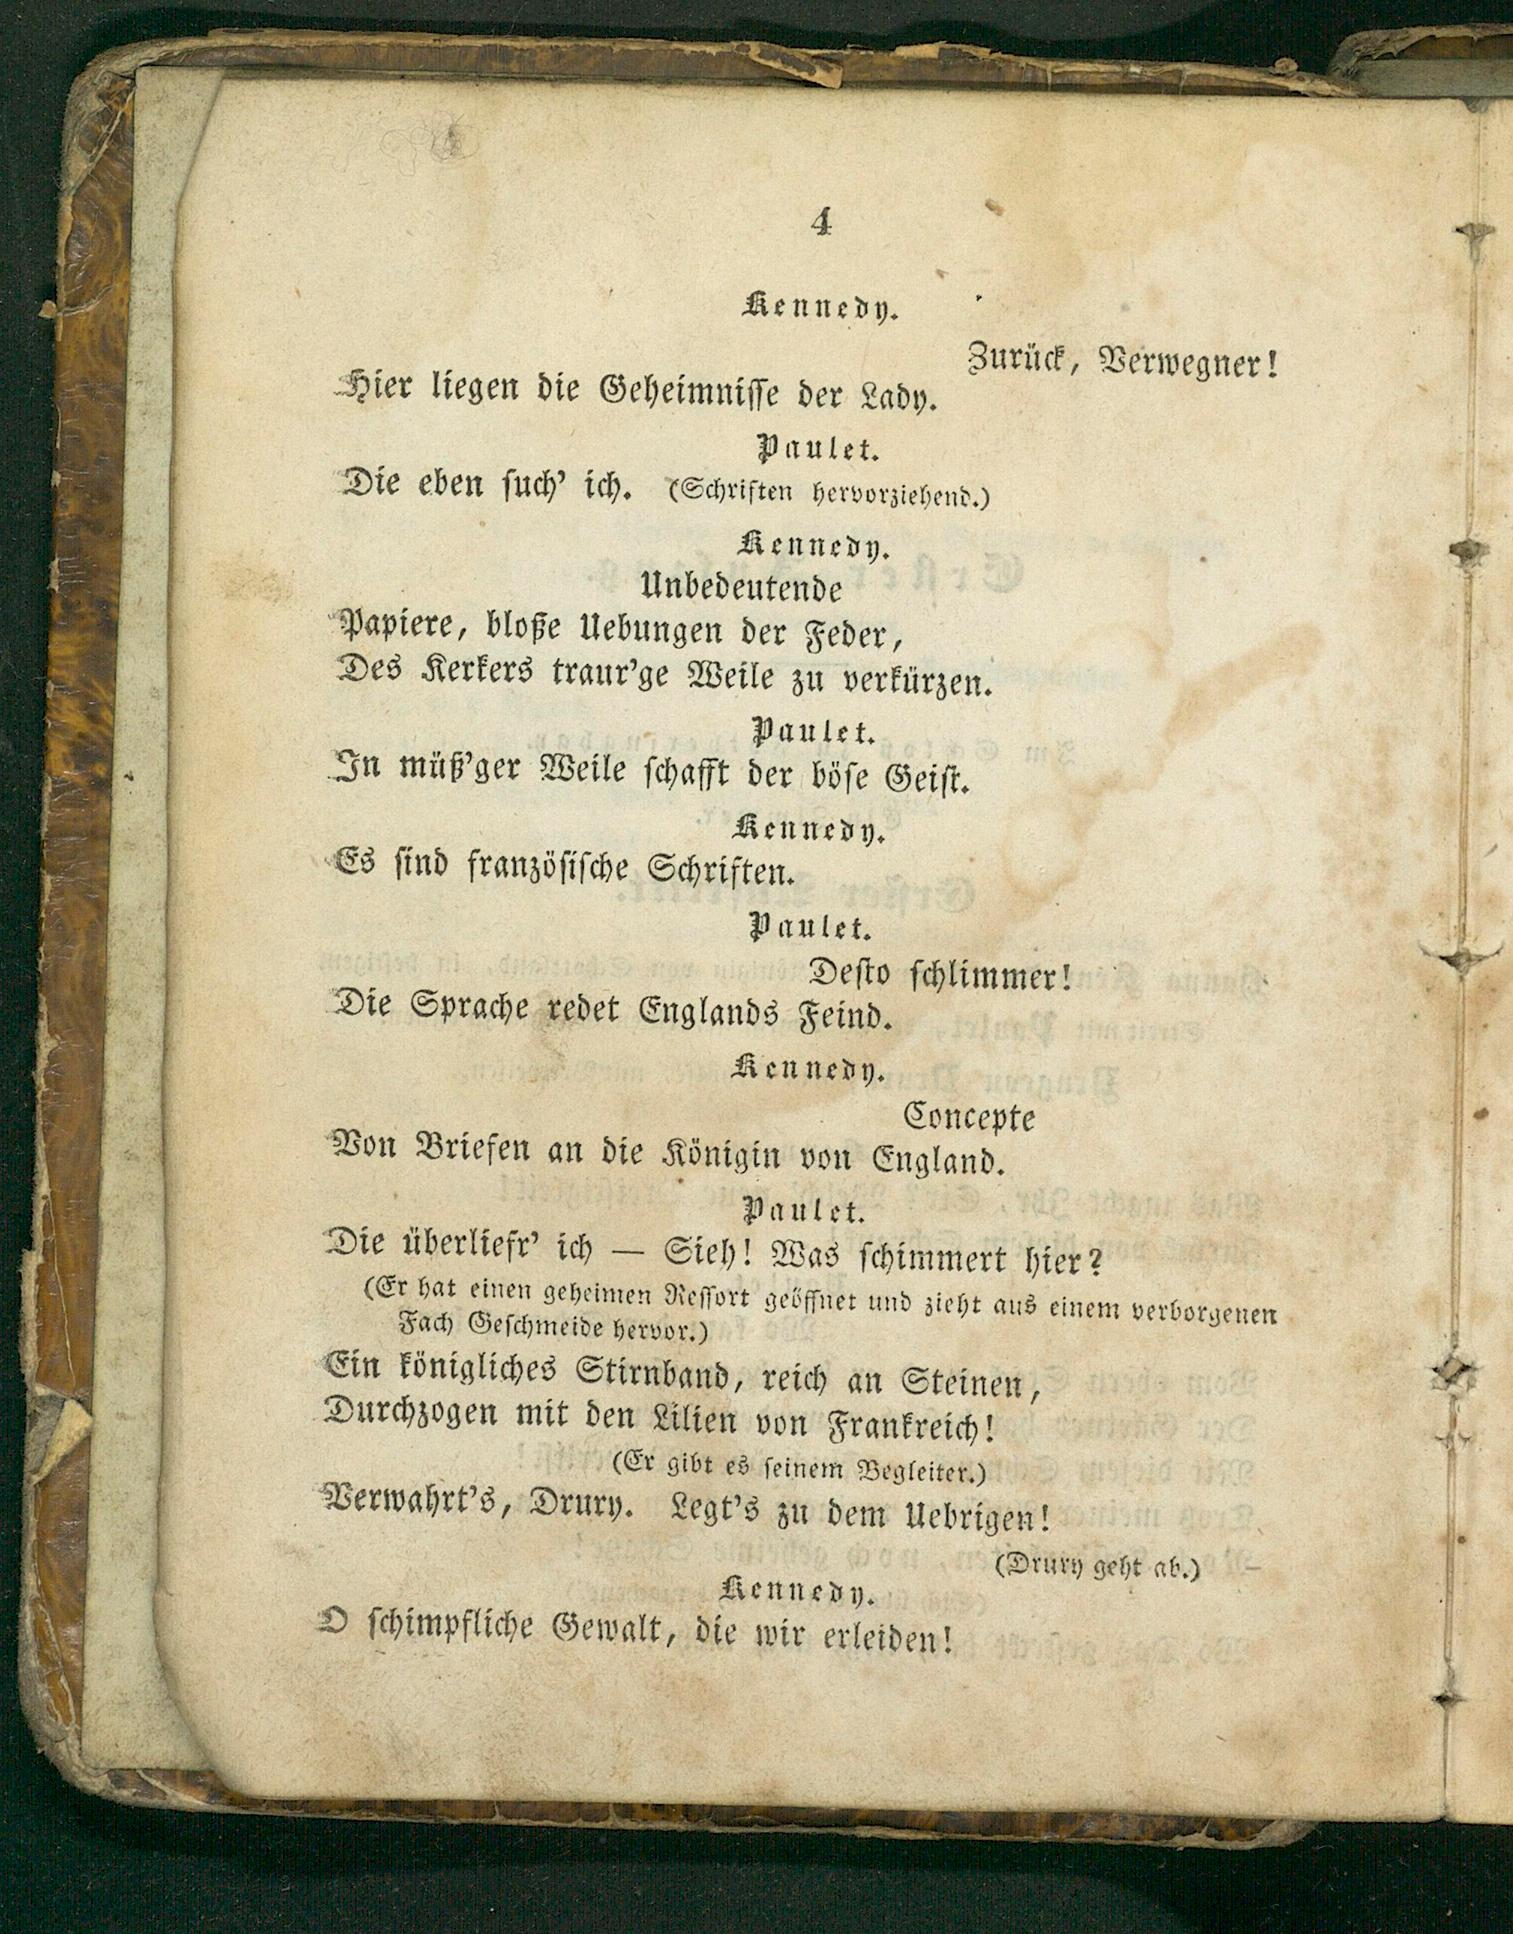 4
Kennedy.
Zurück, Verwegner!
Hier liegen die Geheimnisse der Lady.
Paulet.
Die eben such' ich. (Schriften hervorziehend.)
Kennedy.
Unbedeutende
Papiere, bloße Uebungen der Feder,
Des Kerkers traur'ge Weile zu verkürzen.
Paulet.
In müß'ger Weile schafft der böse Geist.
Kennedy.
Es sind französische Schriften.
Paulet.
Desto schlimmer!
Die Sprache redet Englands Feind.
Kennedy.
Concepte
Von Briefen an die Königin von England.
Paulet.
Die überliefr' ich — Sieh! Was schimmert hier?
(Er hat einen geheimen Ressort geöffnet und zieht aus einem verborgenen
Fach Geschmeide hervor.)
Ein königliches Stirnband, reich an Steinen,
Durchzogen mit den Lilien von Frankreich!
(Er gibt es seinem Begleiter.)
Verwahrt's, Drury. Legt's zu dem Uebrigen!
(Drury geht ab.)
Kennedy.
O schimpfliche Gewalt, die wir erleiden!